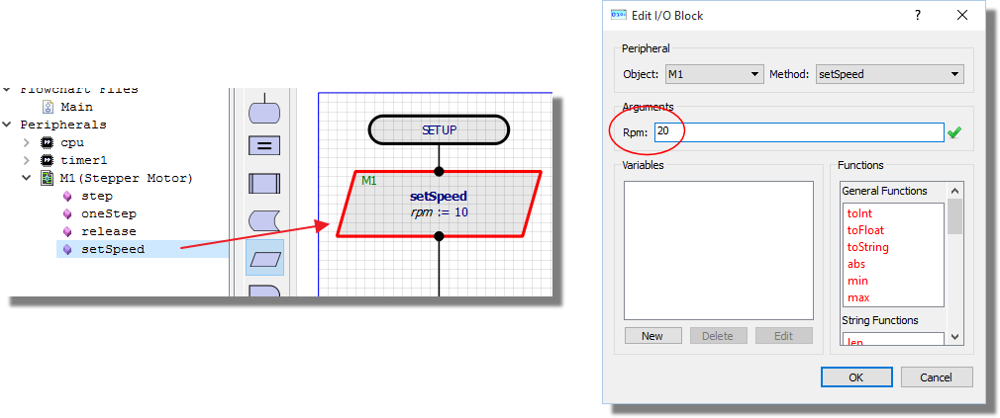 Flowchart Files
Main
Peripherals
cpu
timer1
M1(Stepper Motor)
step
oneStep
release
setSpeed
SETUP
M1
setSpeed
rpm := 10
Edit I/O Block
?
Peripheral
Object: M1 Method: setSpeed
Arguments
Rpm: 20
Variables
New Delete Edit
Functions
General Functions
toInt
toFloat
toString
abs
min
max
String Functions
len
OK Cancel